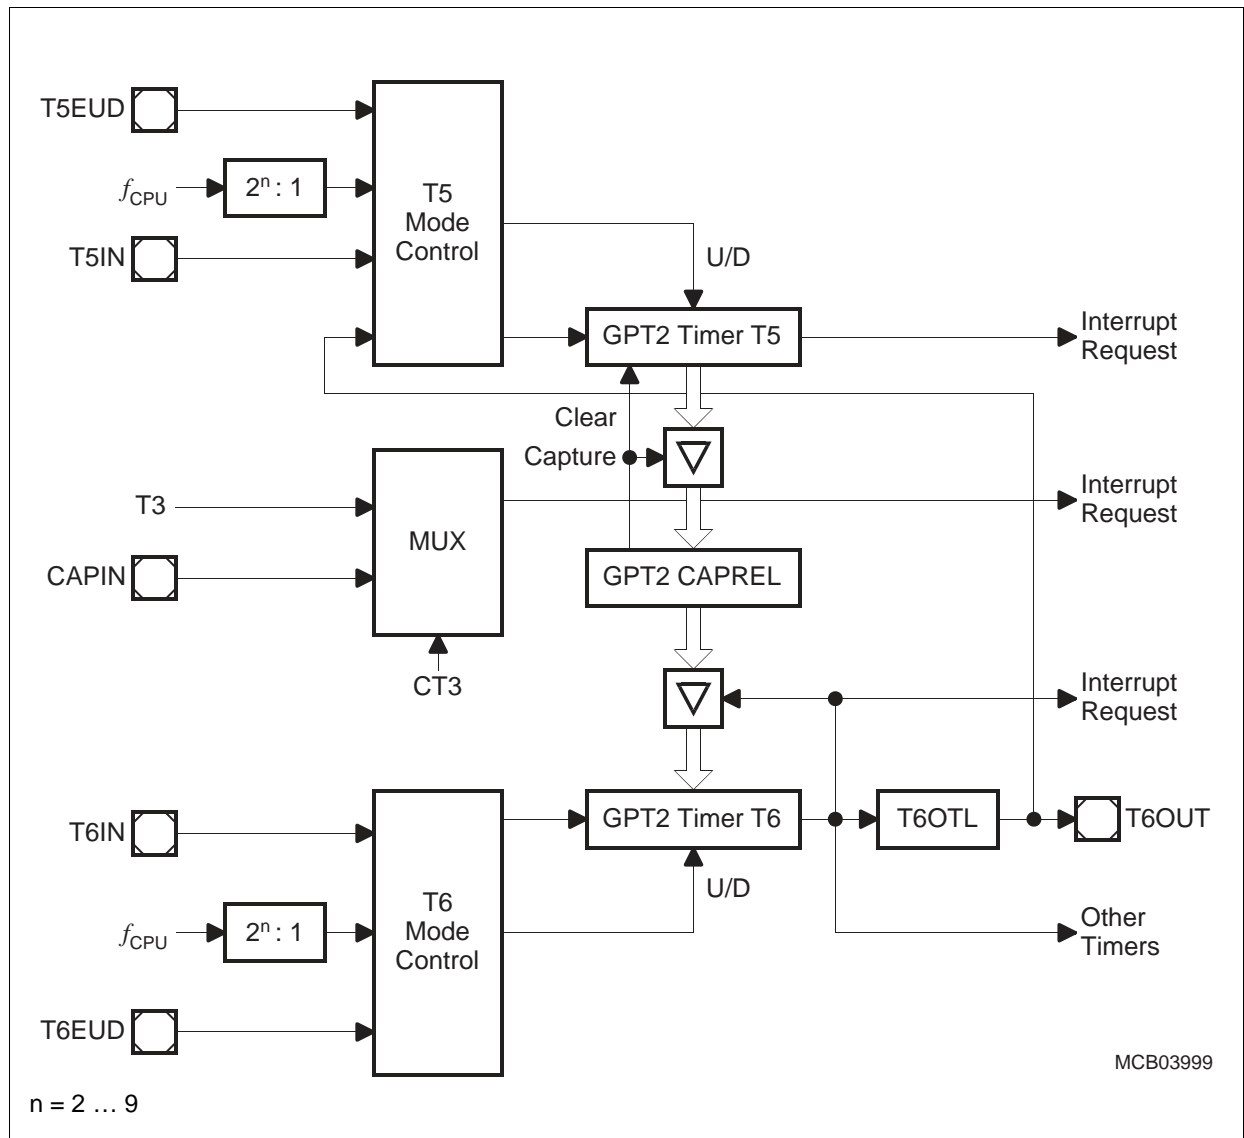 T5EUD
fCPU
2ⁿ : 1
T5IN
T5
Mode
Control
U/D
GPT2 Timer T5
Interrupt
Request
Clear
Capture
T3
CAPIN
MUX
CT3
Interrupt
Request
GPT2 CAPREL
Interrupt
Request
T6IN
fCPU
2ⁿ : 1
T6EUD
T6
Mode
Control
GPT2 Timer T6
U/D
T6OTL
T6OUT
Other
Timers
MCB03999
n = 2 … 9